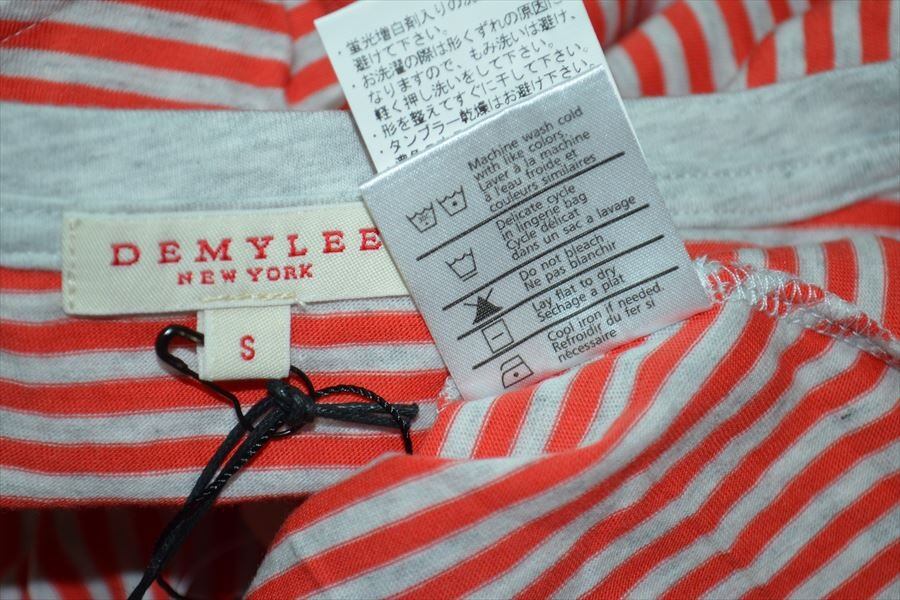 蛍光増白剤入りの
避けて下さい。
・お洗濯の際は形くずれの原因に
なりますので、もみ洗いは避け、
軽く押し洗いをして下さい。
・形を整えてすぐに干して下さい。
・タンブラー乾燥はお避け下さい。
Machine wash cold
with like colors.
Laver à la machine
a l'eau froide et
couleurs similaires
Delicate cycle
in lingerie bag
Cycle délicat
dans un sac a lavage
Do not bleach
Ne pas blanchir
Lay flat to dry
Sechage a plat
Cool iron if needed.
Refroidir du fer si
nécessaire
DEMYLEE
NEW YORK
S